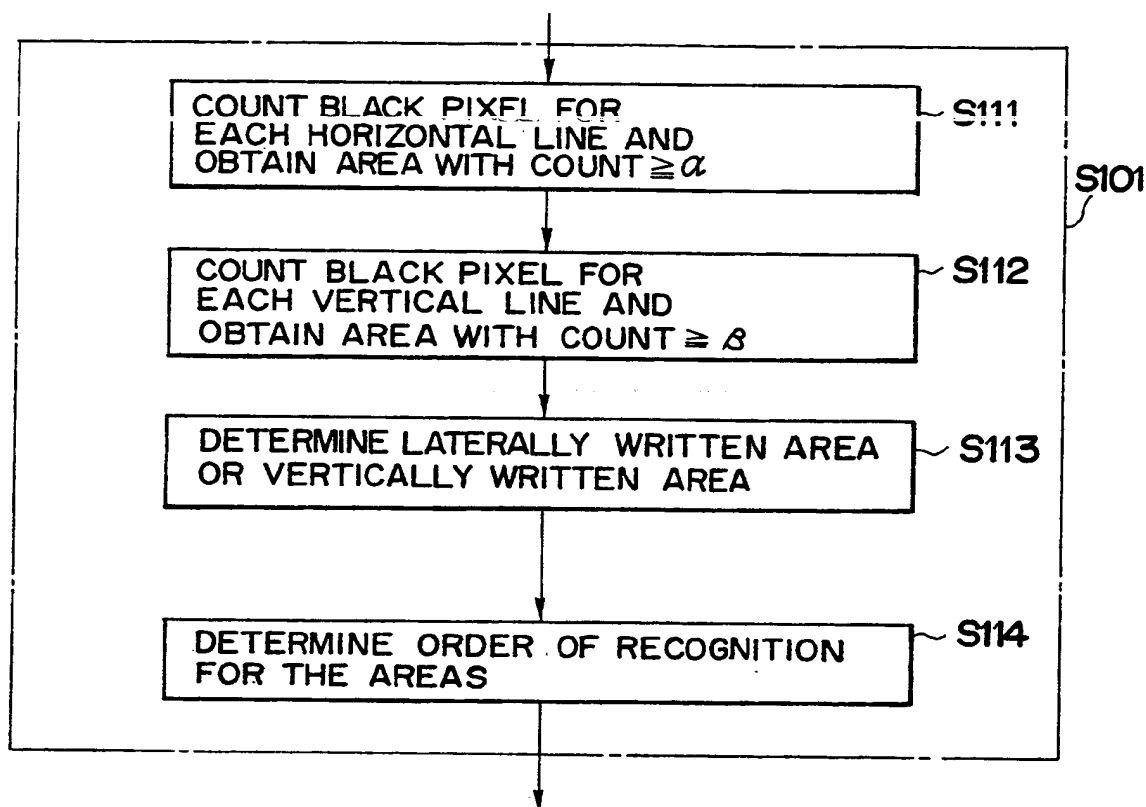 COUNT BLACK PIXEL FOR
EACH HORIZONTAL LINE AND
OBTAIN AREA WITH COUNT ≧ α
S111
S101
COUNT BLACK PIXEL FOR
EACH VERTICAL LINE AND
OBTAIN AREA WITH COUNT ≧ β
S112
DETERMINE LATERALLY WRITTEN AREA
OR VERTICALLY WRITTEN AREA
S113
DETERMINE ORDER OF RECOGNITION
FOR THE AREAS
S114